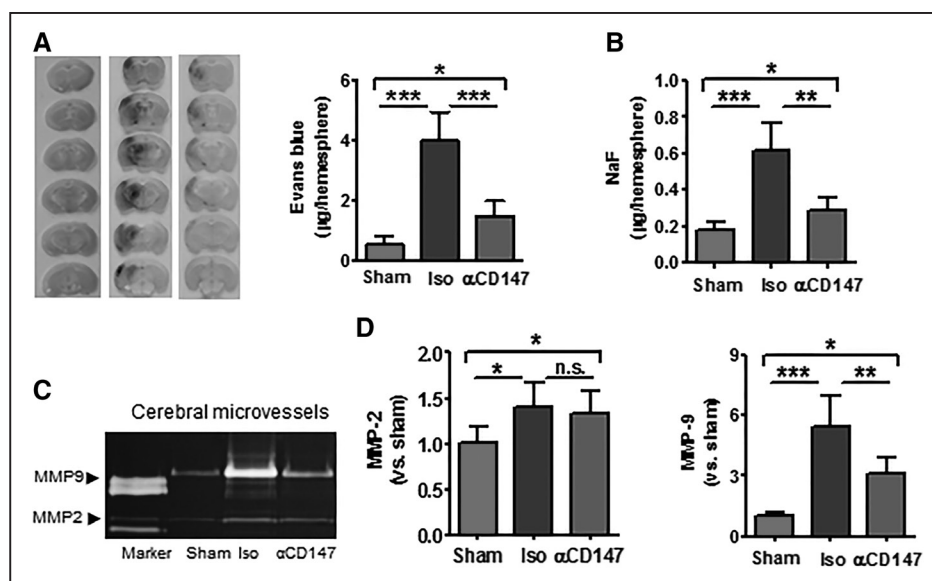 A
Evans blue
(µg/hemesphere)
6
4
2
0
*
*** ***
Sham Iso αCD147
B
NaF
(µg/hemesphere)
1.0
0.8
0.6
0.4
0.2
0.0
*
*** **
Sham Iso αCD147
C
Cerebral microvessels
MMP9
MMP2
Marker Sham Iso αCD147
D
MMP-2
(vs. sham)
2.0
1.5
1.0
0.5
0.0
*
* n.s.
Sham Iso αCD147
MMP-9
(vs. sham)
9
6
3
0
*
*** **
Sham Iso αCD147